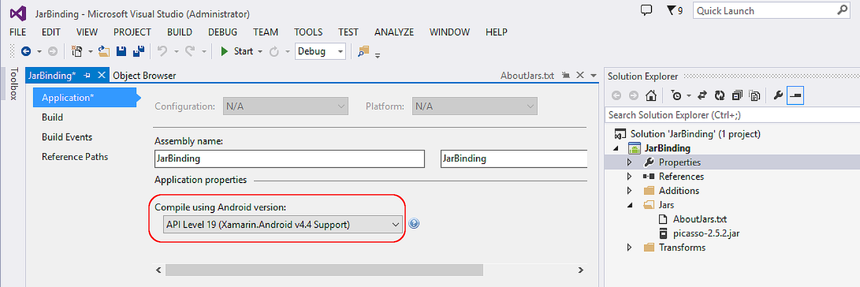 JarBinding - Microsoft Visual Studio (Administrator)
9
Quick Launch
FILE EDIT VIEW PROJECT BUILD DEBUG TEAM TOOLS TEST ANALYZE WINDOW HELP
Start Debug
Toolbox
JarBinding* Object Browser AboutJars.txt
Application*
Build
Build Events
Reference Paths
Configuration: N/A Platform: N/A
Assembly name:
JarBinding JarBinding
Application properties
Compile using Android version:
API Level 19 (Xamarin.Android v4.4 Support)
Solution Explorer
Search Solution Explorer (Ctrl+;)
Solution 'JarBinding' (1 project)
JarBinding
Properties
References
Additions
Jars
AboutJars.txt
picasso-2.5.2.jar
Transforms